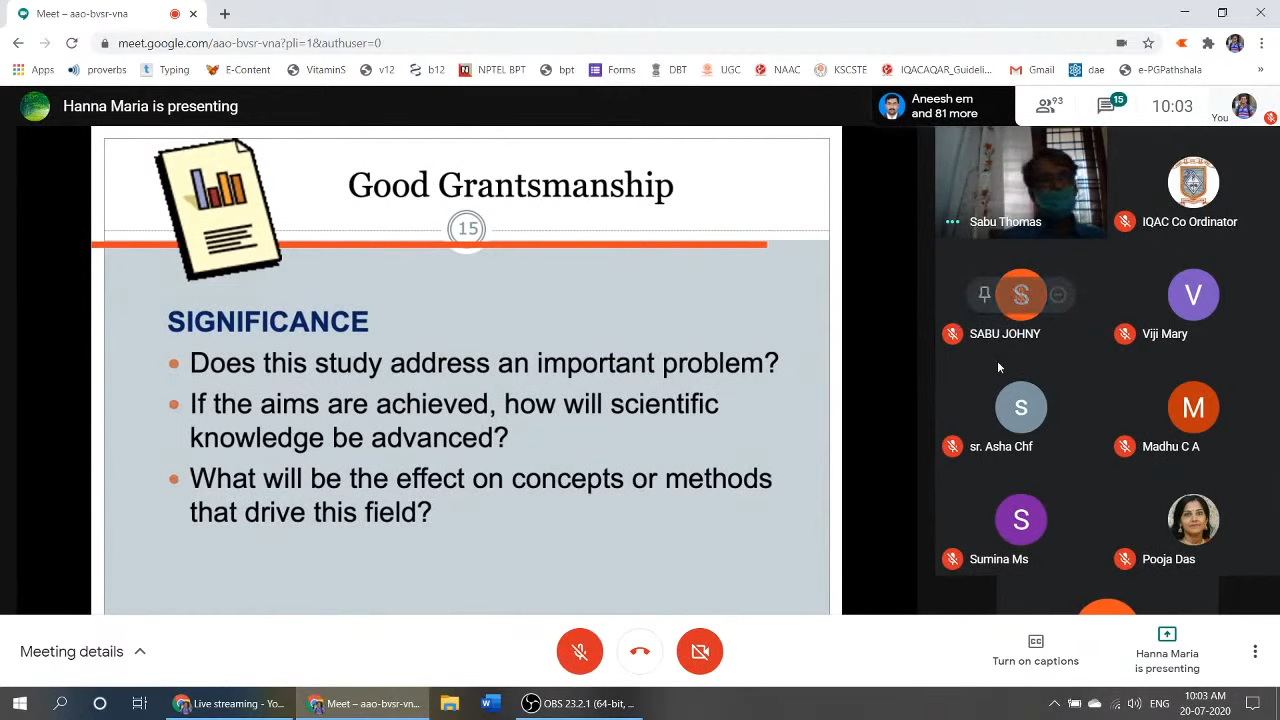 Meet – aao-bvsr-vna
meet.google.com/aao-bvsr-vna?pli=1&authuser=0
Apps
proverbs
Typing
E-Content
VitaminS
v12
b12
NPTEL BPT
bpt
Forms
DBT
UGC
NAAC
KSCSTE
IQACAQAR_Guideli...
Gmail
dae
e-PGPathshala
»
Hanna Maria is presenting
Aneesh em
and 81 more
93
15
10:03
You
Good Grantsmanship
15
SIGNIFICANCE
• Does this study address an important problem?
• If the aims are achieved, how will scientific
knowledge be advanced?
• What will be the effect on concepts or methods
that drive this field?
Sabu Thomas
IQAC Co Ordinator
S
SABU JOHNY
V
Viji Mary
s
sr. Asha Chf
M
Madhu C A
S
Sumina Ms
Pooja Das
Meeting details
Turn on captions
Hanna Maria
is presenting
Live streaming - Yo...
Meet – aao-bvsr-vn...
W
OBS 23.2.1 (64-bit, ...
ENG
10:03 AM
20-07-2020